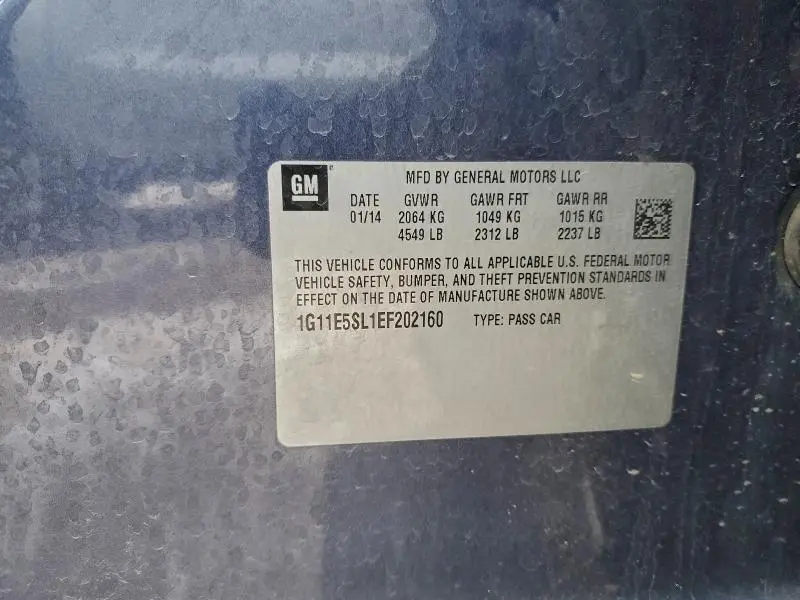 GM
MFD BY GENERAL MOTORS LLC
DATE GVWR GAWR FRT GAWR RR
01/14 2064 KG 1049 KG 1015 KG
4549 LB 2312 LB 2237 LB
THIS VEHICLE CONFORMS TO ALL APPLICABLE U.S. FEDERAL MOTOR
VEHICLE SAFETY, BUMPER, AND THEFT PREVENTION STANDARDS IN
EFFECT ON THE DATE OF MANUFACTURE SHOWN ABOVE.
1G11E5SL1EF202160 TYPE: PASS CAR